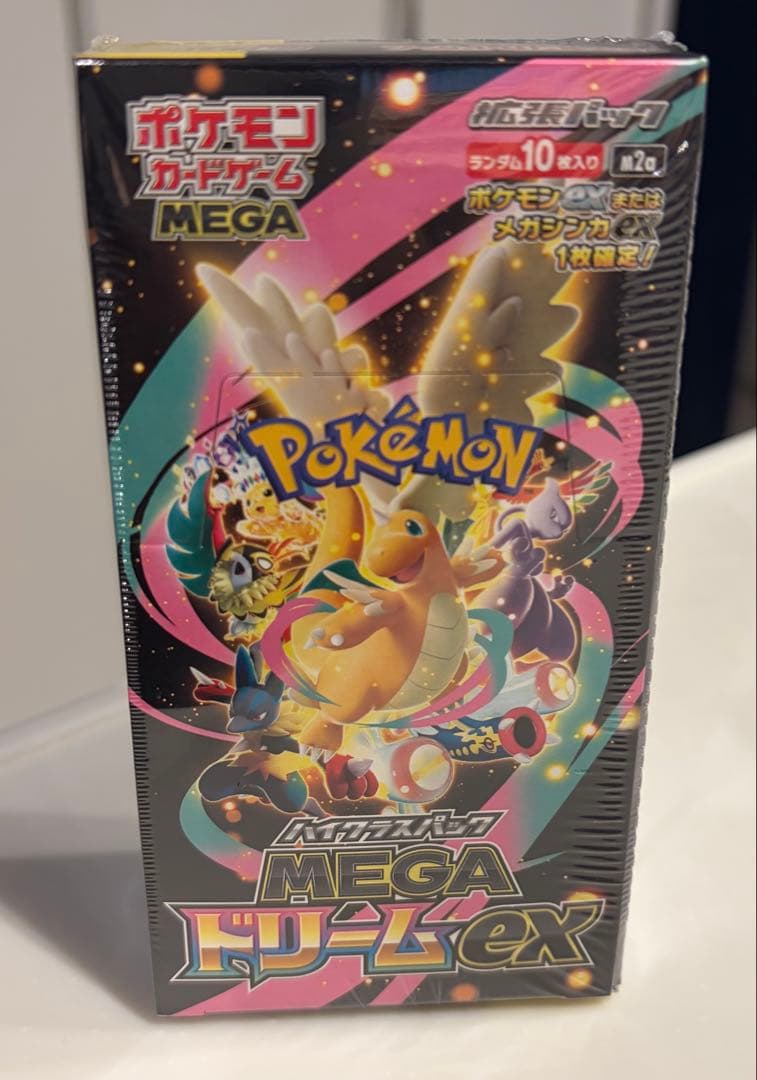 ポケモン
カードゲーム
MEGA
拡張パック
ランダム10枚入り M2a
ポケモンexまたは
メガシンカex
1枚確定!
POKéMON
ハイクラスパック
MEGA
ドリームex